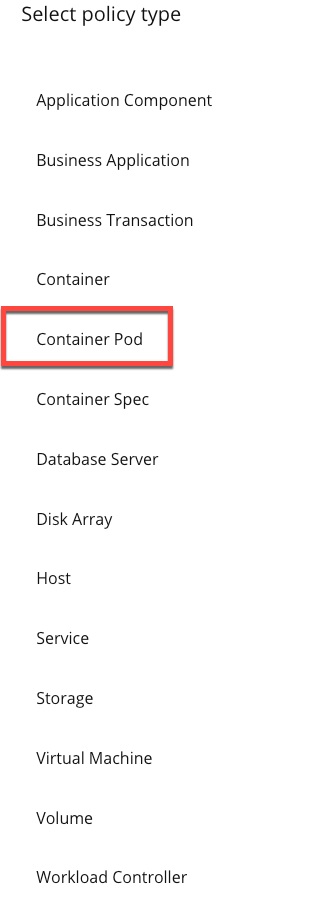 Select policy type
Application Component
Business Application
Business Transaction
Container
Container Pod
Container Spec
Database Server
Disk Array
Host
Service
Storage
Virtual Machine
Volume
Workload Controller